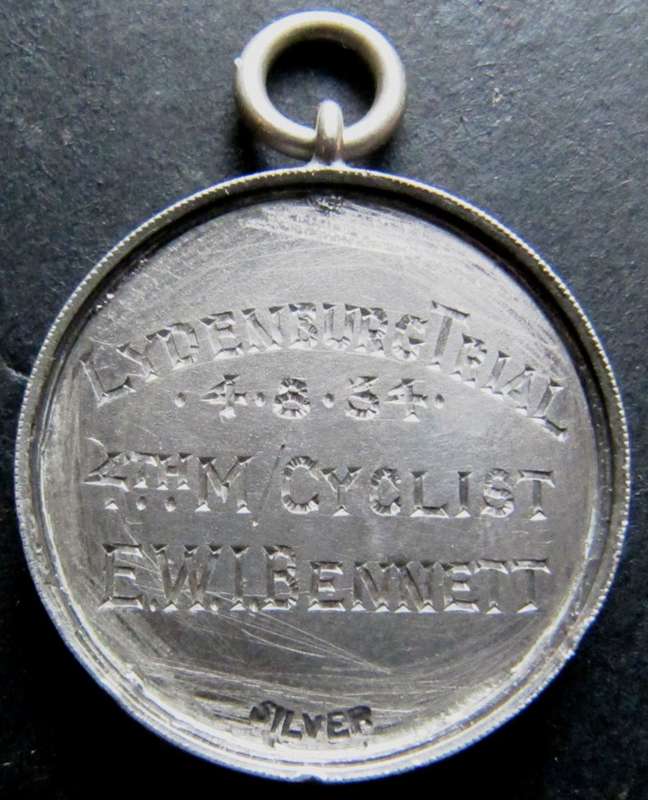 LYDENBURG TRIAL
.4.8.34.
4TH M/CYCLIST
E.W.I.BENNETT
SILVER